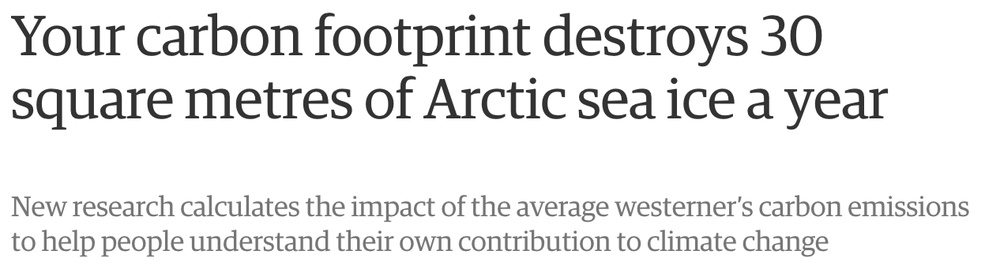 Your carbon footprint destroys 30
square metres of Arctic sea ice a year
New research calculates the impact of the average westerner’s carbon emissions
to help people understand their own contribution to climate change